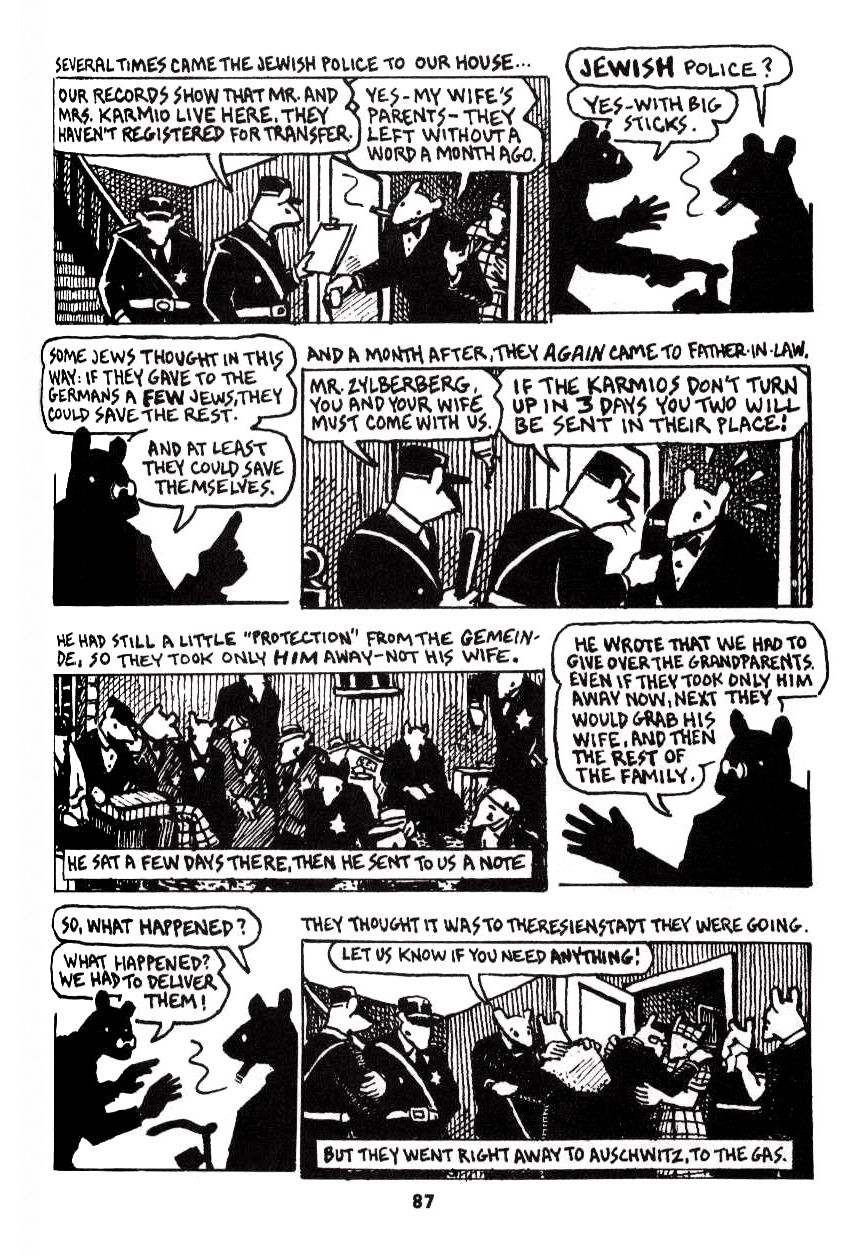 SEVERAL TIMES CAME THE JEWISH POLICE TO OUR HOUSE...
OUR RECORDS SHOW THAT MR. AND
MRS. KARMIO LIVE HERE. THEY
HAVEN'T REGISTERED FOR TRANSFER.
YES-MY WIFE'S
PARENTS-THEY
LEFT WITHOUT A
WORD A MONTH AGO.
JEWISH POLICE?
YES-WITH BIG
STICKS.
SOME JEWS THOUGHT IN THIS
WAY: IF THEY GAVE TO THE
GERMANS A FEW JEWS, THEY
COULD SAVE THE REST.
AND AT LEAST
THEY COULD SAVE
THEMSELVES.
AND A MONTH AFTER, THEY AGAIN CAME TO FATHER-IN-LAW.
MR. ZYLBERBERG,
YOU AND YOUR WIFE
MUST COME WITH US.
IF THE KARMIOS DON'T TURN
UP IN 3 DAYS YOU TWO WILL
BE SENT IN THEIR PLACE!
HE HAD STILL A LITTLE "PROTECTION" FROM THE GEMEIN-
DE, SO THEY TOOK ONLY HIM AWAY-NOT HIS WIFE.
HE SAT A FEW DAYS THERE, THEN HE SENT TO US A NOTE
HE WROTE THAT WE HAD TO
GIVE OVER THE GRANDPARENTS.
EVEN IF THEY TOOK ONLY HIM
AWAY NOW, NEXT THEY
WOULD GRAB HIS
WIFE, AND THEN
THE REST OF
THE FAMILY.
SO, WHAT HAPPENED?
WHAT HAPPENED?
WE HAD TO DELIVER
THEM!
THEY THOUGHT IT WAS TO THERESIENSTADT THEY WERE GOING.
LET US KNOW IF YOU NEED ANYTHING!
BUT THEY WENT RIGHT AWAY TO AUSCHWITZ, TO THE GAS.
87